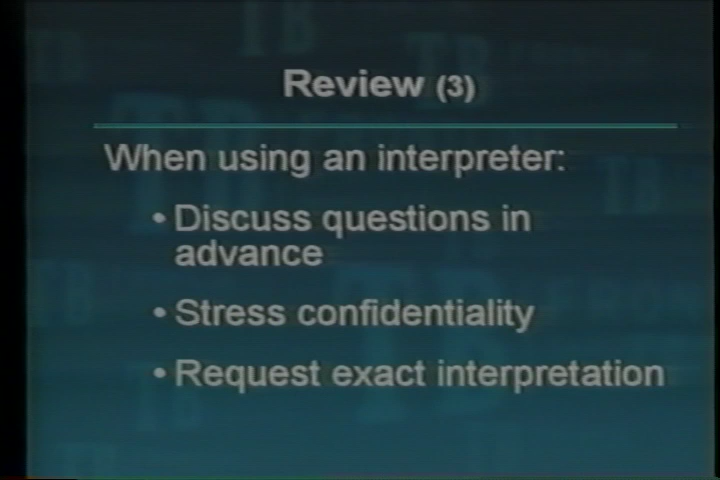 Review (3)
When using an interpreter:
• Discuss questions in
advance
• Stress confidentiality
• Request exact interpretation